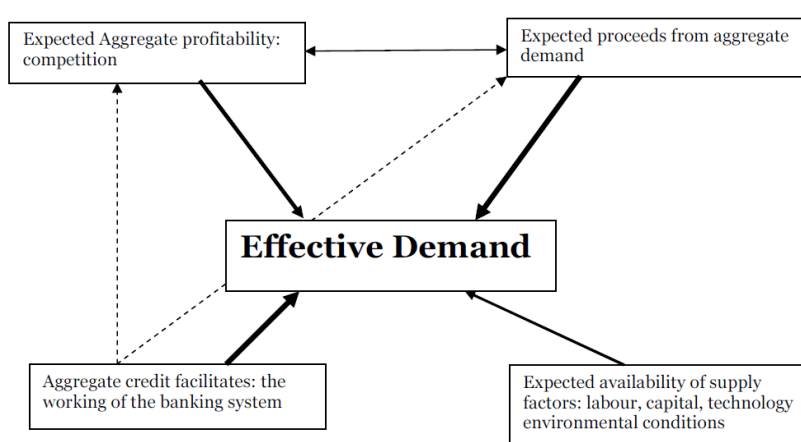 Expected Aggregate profitability:
competition
Expected proceeds from aggregate
demand
Effective Demand
Aggregate credit facilitates: the
working of the banking system
Expected availability of supply
factors: labour, capital, technology
environmental conditions